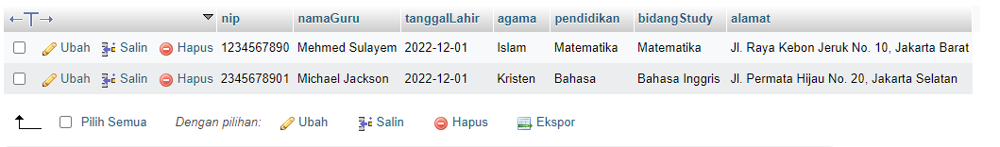 nip namaGuru tanggalLahir agama pendidikan bidangStudy alamat
Ubah Salin Hapus 1234567890 Mehmed Sulayem 2022-12-01 Islam Matematika Matematika Jl. Raya Kebon Jeruk No. 10, Jakarta Barat
Ubah Salin Hapus 2345678901 Michael Jackson 2022-12-01 Kristen Bahasa Bahasa Inggris Jl. Permata Hijau No. 20, Jakarta Selatan
Pilih Semua Dengan pilihan: Ubah Salin Hapus Ekspor